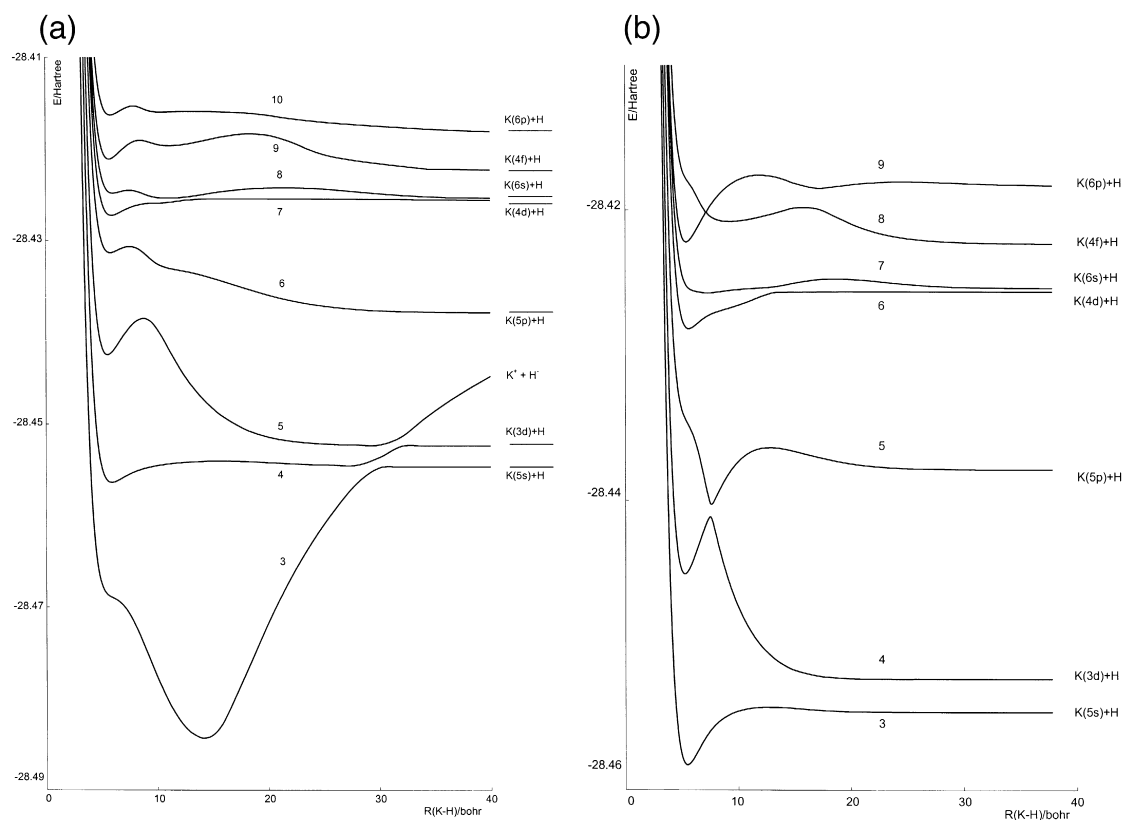 (a)
-28.41
E/Hartree
10
K(6p)+H
9
K(4f)+H
8
K(6s)+H
7
K(4d)+H
-28.43
6
K(5p)+H
K⁺ + H⁻
-28.45
5
K(3d)+H
4
K(5s)+H
3
-28.47
-28.49
0
10
20
30
40
R(K-H)/bohr
(b)
E/Hartree
9
K(6p)+H
-28.42
8
K(4f)+H
7
K(6s)+H
6
K(4d)+H
5
K(5p)+H
-28.44
4
K(3d)+H
K(5s)+H
3
-28.46
0
10
20
30
40
R(K-H)/bohr